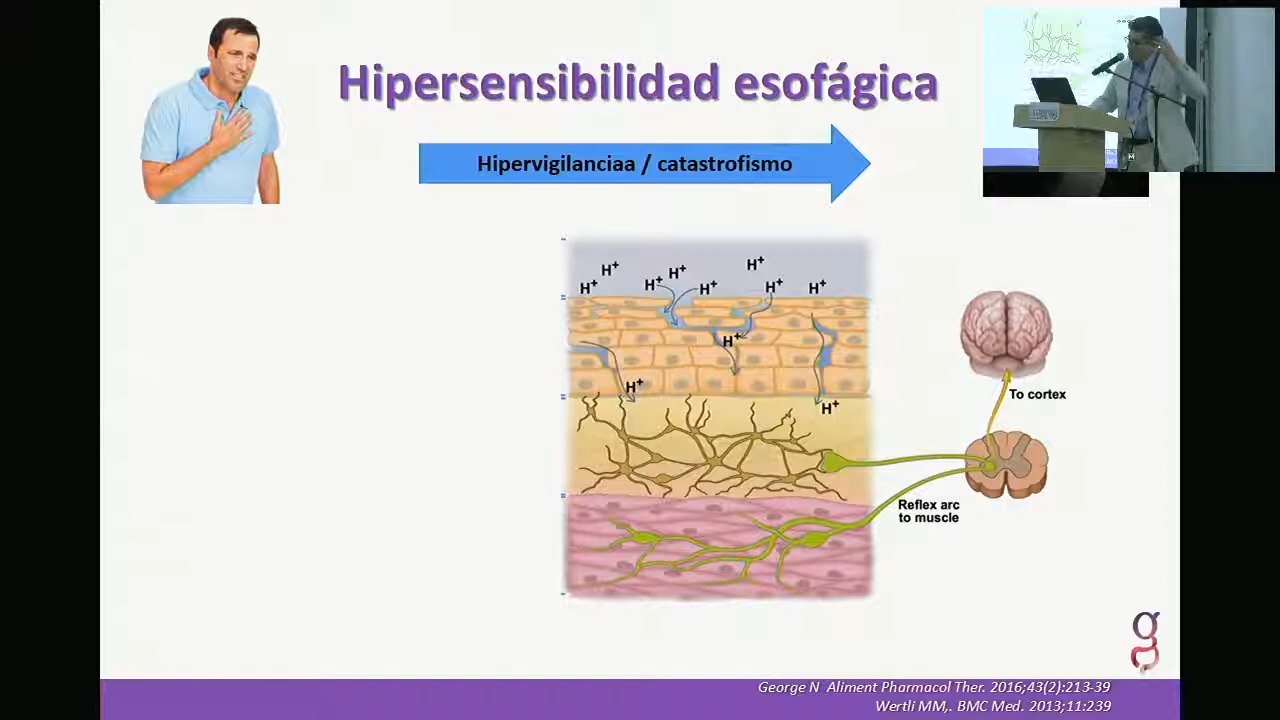 Hipersensibilidad esofágica
Hipervigilanciaa / catastrofismo
H+
H+
H+
H+
H+
H+
H+
H+
H+
H+
H+
To cortex
Reflex arc
to muscle
George N Aliment Pharmacol Ther. 2016;43(2):213-39
Wertli MM,. BMC Med. 2013;11:239